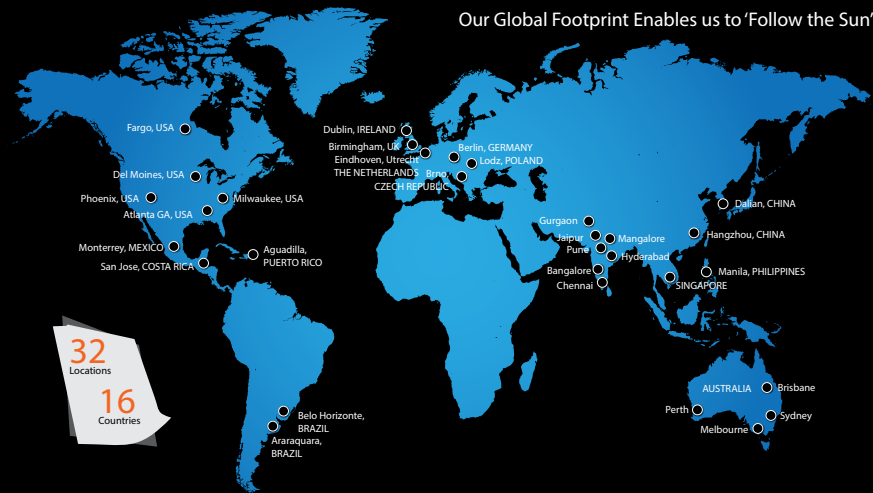 Our Global Footprint Enables us to ‘Follow the Sun’
Fargo, USA
Del Moines, USA
Phoenix, USA
Milwaukee, USA
Atlanta GA, USA
Monterrey, MEXICO
Aguadilla,
PUERTO RICO
San Jose, COSTA RICA
Dublin, IRELAND
Birmingham, UK
Eindhoven, Utrecht
THE NETHERLANDS
Berlin, GERMANY
Lodz, POLAND
Brno,
CZECH REPUBLIC
Gurgaon
Jaipur
Mangalore
Pune
Hyderabad
Bangalore
Chennai
Dalian, CHINA
Hangzhou, CHINA
Manila, PHILIPPINES
SINGAPORE
32
Locations
16
Countries
Belo Horizonte,
BRAZIL
Araraquara,
BRAZIL
AUSTRALIA
Brisbane
Perth
Sydney
Melbourne